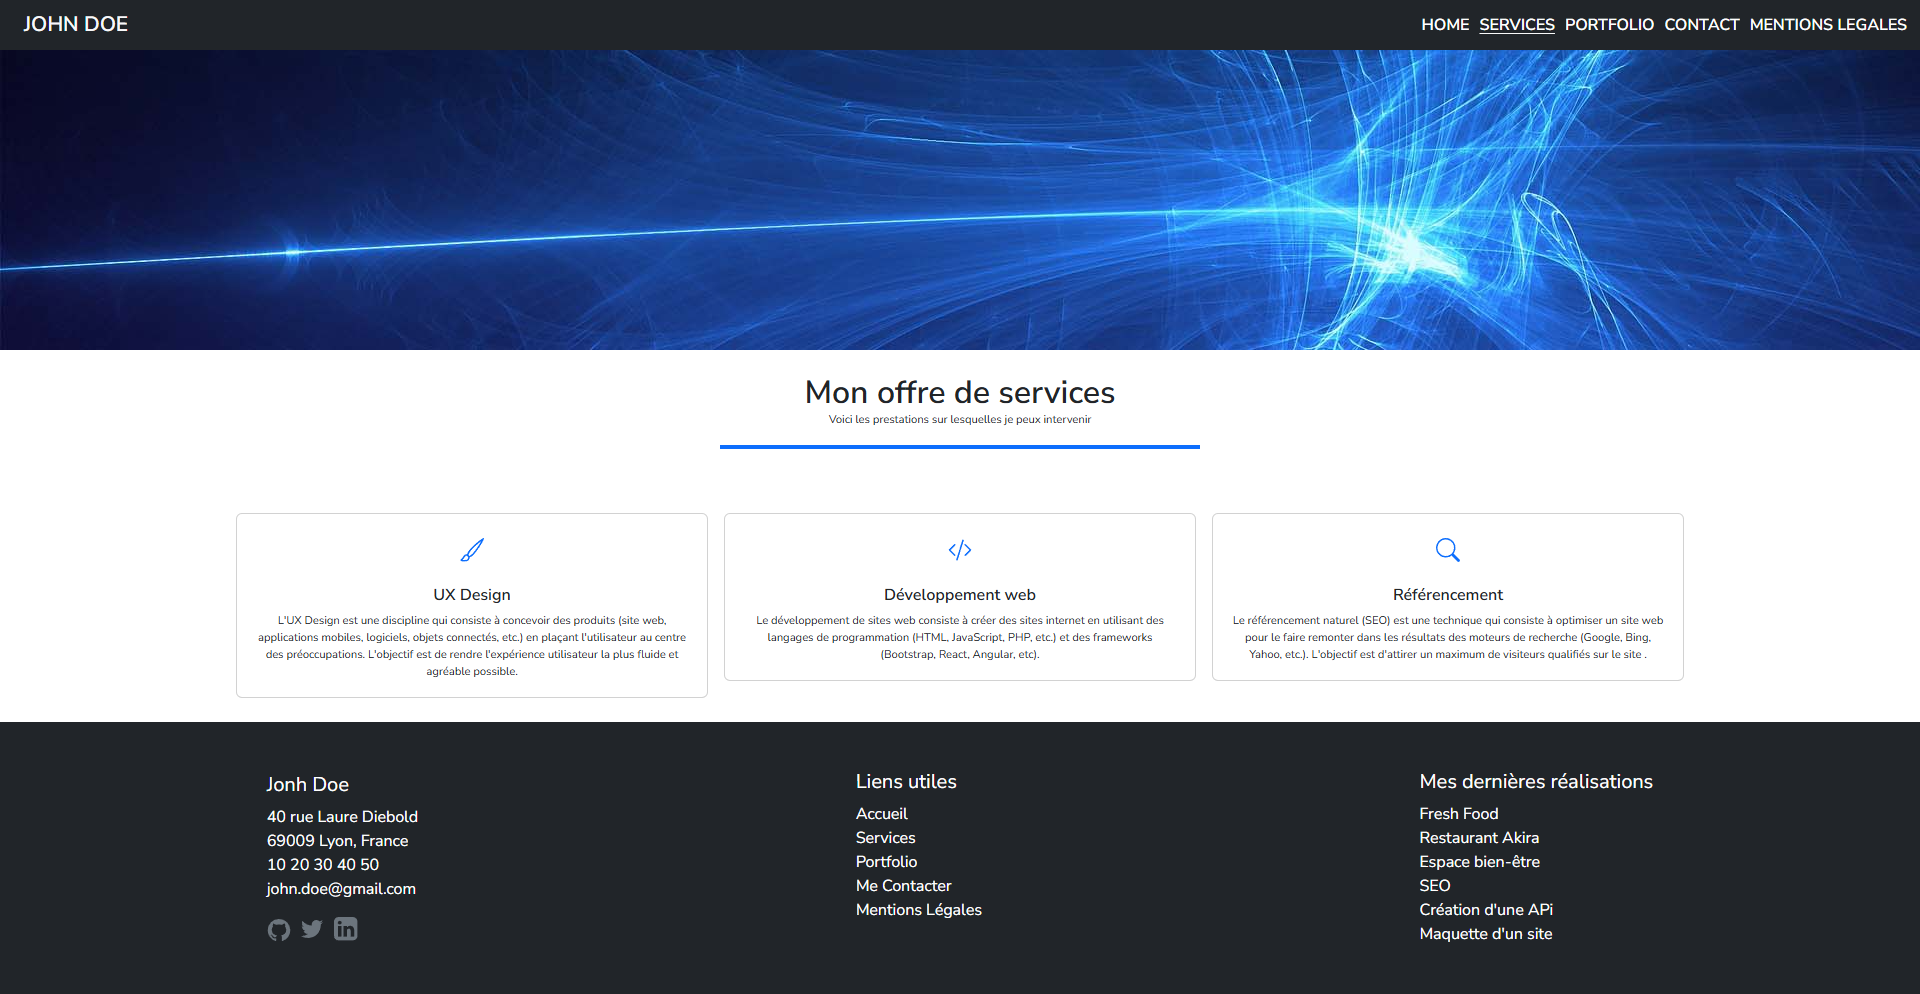 JOHN DOE
HOME SERVICES PORTFOLIO CONTACT MENTIONS LEGALES
Mon offre de services
Voici les prestations sur lesquelles je peux intervenir
UX Design
L'UX Design est une discipline qui consiste à concevoir des produits (site web,
applications mobiles, logiciels, objets connectés, etc.) en plaçant l'utilisateur au centre
des préoccupations. L'objectif est de rendre l'expérience utilisateur la plus fluide et
agréable possible.
Développement web
Le développement de sites web consiste à créer des sites internet en utilisant des
langages de programmation (HTML, JavaScript, PHP, etc.) et des frameworks
(Bootstrap, React, Angular, etc).
Référencement
Le référencement naturel (SEO) est une technique qui consiste à optimiser un site web
pour le faire remonter dans les résultats des moteurs de recherche (Google, Bing,
Yahoo, etc.). L'objectif est d'attirer un maximum de visiteurs qualifiés sur le site .
Jonh Doe
40 rue Laure Diebold
69009 Lyon, France
10 20 30 40 50
john.doe@gmail.com
Liens utiles
Accueil
Services
Portfolio
Me Contacter
Mentions Légales
Mes dernières réalisations
Fresh Food
Restaurant Akira
Espace bien-être
SEO
Création d'une APi
Maquette d'un site